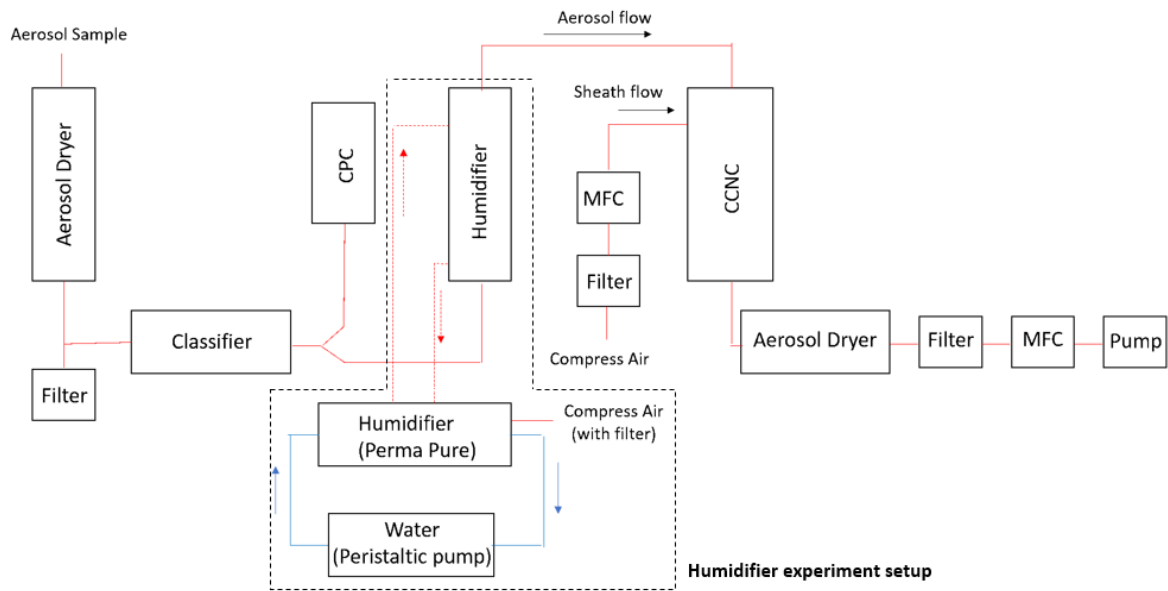 Aerosol flow
Aerosol Sample
Sheath flow
Aerosol Dryer
CPC
Humidifier
MFC
CCNC
Filter
Classifier
Compress Air
Aerosol Dryer
Filter
MFC
Pump
Filter
Humidifier
(Perma Pure)
Compress Air
(with filter)
Water
(Peristaltic pump)
Humidifier experiment setup